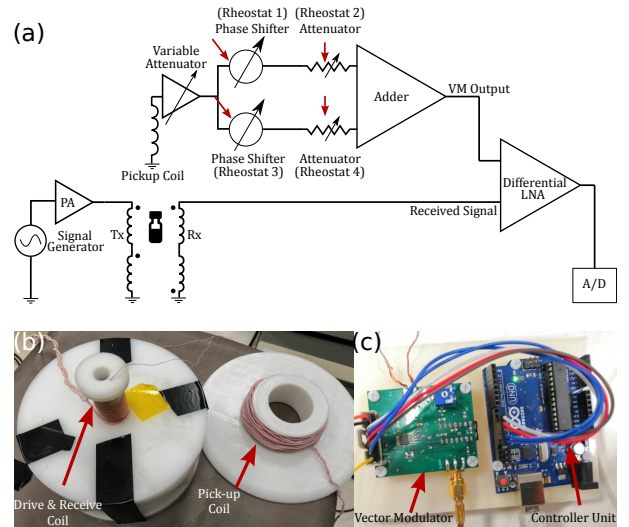 (a)
(Rheostat 1)
Phase Shifter
(Rheostat 2)
Attenuator
Variable
Attenuator
Adder
VM Output
Pickup Coil
Phase Shifter
(Rheostat 3)
Attenuator
(Rheostat 4)
Differential
LNA
PA
Received Signal
Signal
Generator
Tx
Rx
A/D
(b)
Drive & Receive
Coil
Pick-up
Coil
(c)
UNO
ARDUINO
Vector Modulator
Controller Unit